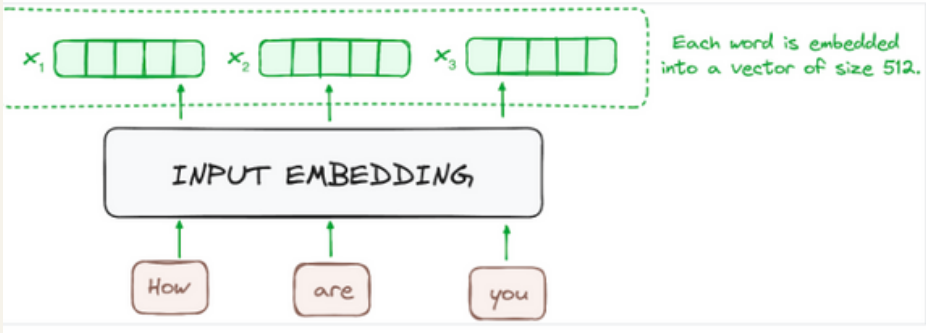 x₁
x₂
x₃
Each word is embedded
into a vector of size 512.
INPUT EMBEDDING
How
are
you